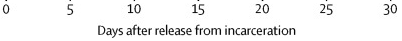 0 5 10 15 20 25 30
Days after release from incarceration